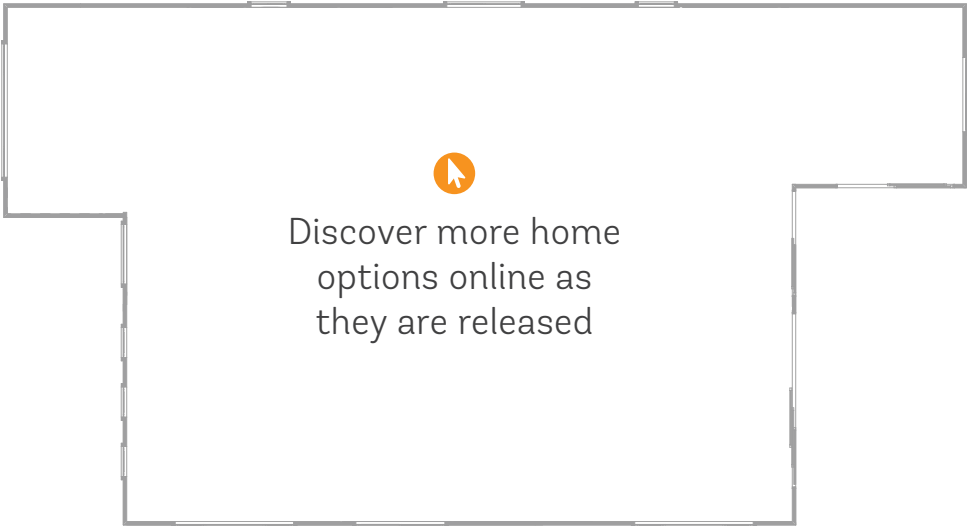 Discover more home
options online as
they are released